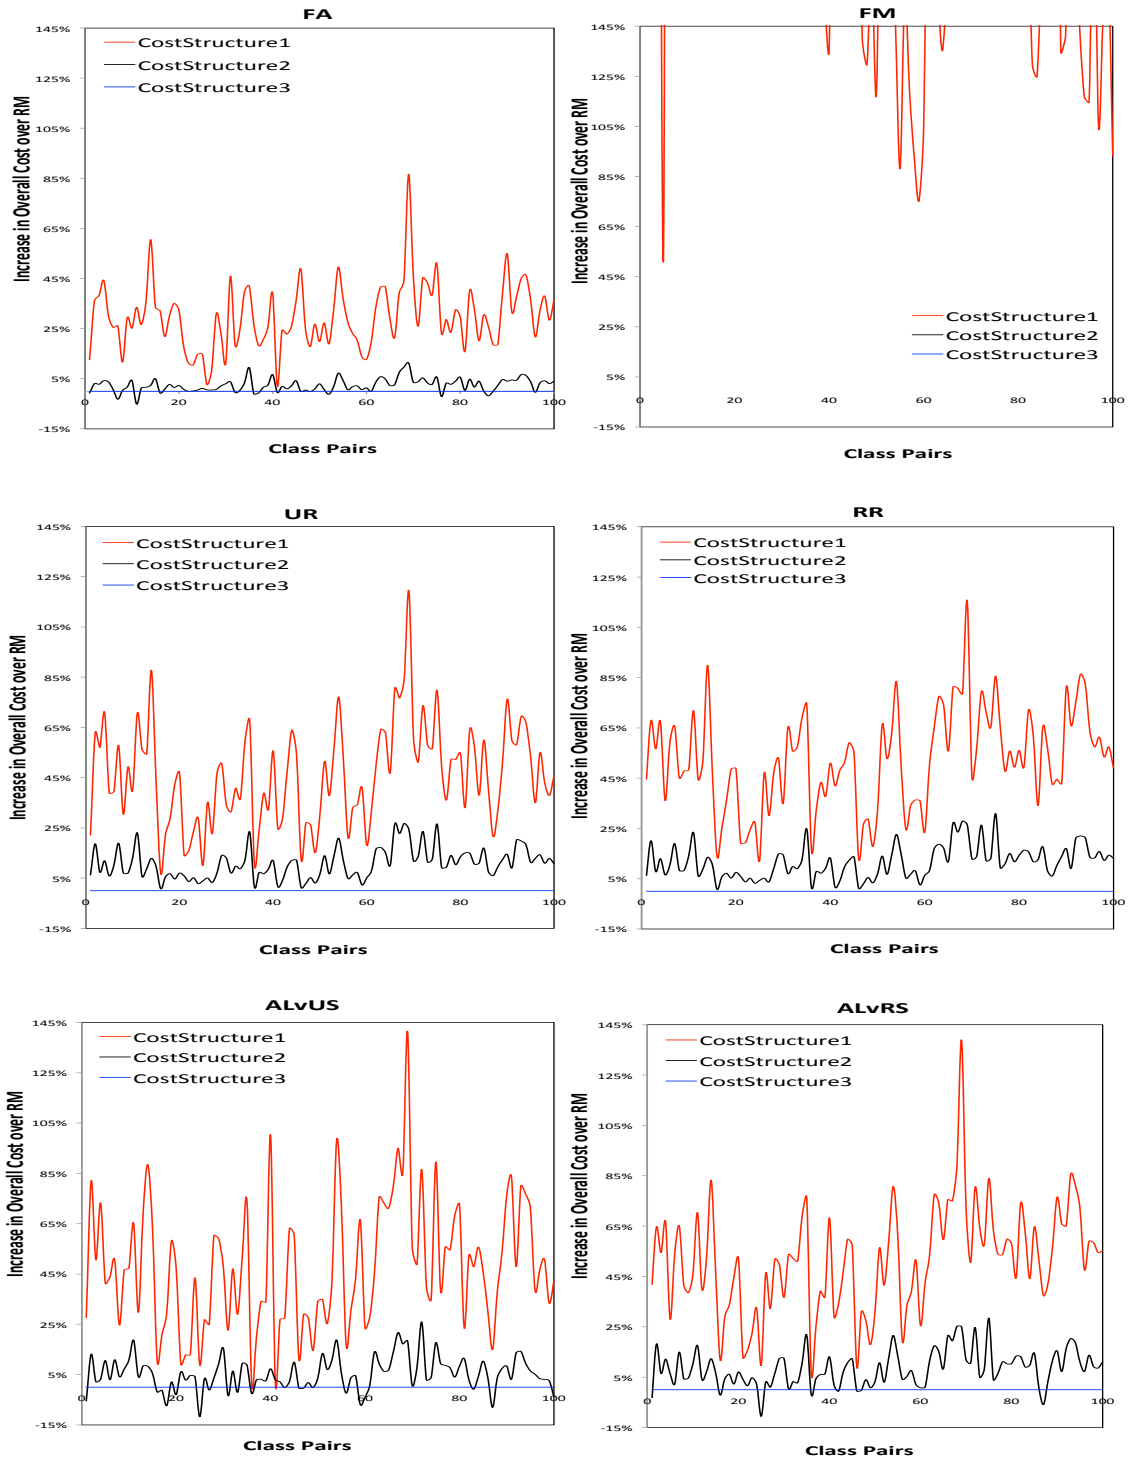 FA
Increase in Overall Cost over RM
145%
125%
105%
85%
65%
45%
25%
5%
-15%
CostStructure1
CostStructure2
CostStructure3
0 20 40 60 80 100
Class Pairs
FM
Increase in Overall Cost over RM
145%
125%
105%
85%
65%
45%
25%
5%
-15%
CostStructure1
CostStructure2
CostStructure3
0 20 40 60 80 100
Class Pairs
UR
Increase in Overall Cost over RM
145%
125%
105%
85%
65%
45%
25%
5%
-15%
CostStructure1
CostStructure2
CostStructure3
0 20 40 60 80 100
Class Pairs
RR
Increase in Overall Cost over RM
145%
125%
105%
85%
65%
45%
25%
5%
-15%
CostStructure1
CostStructure2
CostStructure3
0 20 40 60 80 100
Class Pairs
ALvUS
Increase in Overall Cost over RM
145%
125%
105%
85%
65%
45%
25%
5%
-15%
CostStructure1
CostStructure2
CostStructure3
0 20 40 60 80 100
Class Pairs
ALvRS
Increase in Overall Cost over RM
145%
125%
105%
85%
65%
45%
25%
5%
-15%
CostStructure1
CostStructure2
CostStructure3
0 20 40 60 80 100
Class Pairs